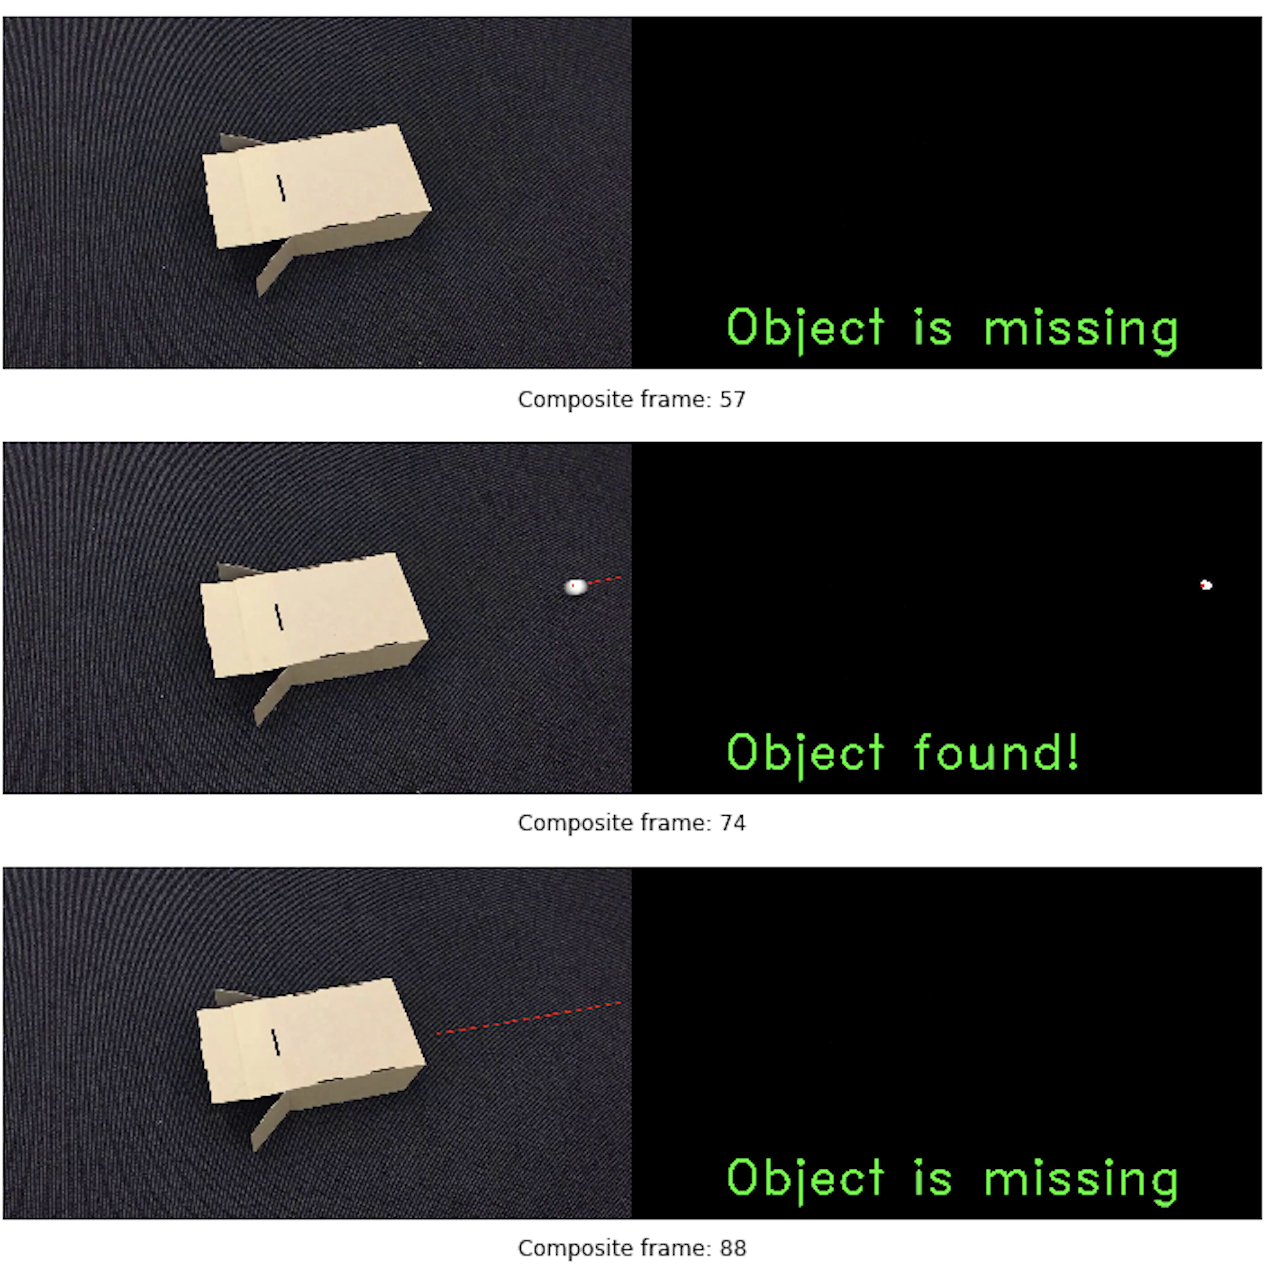 Object is missing
Composite frame: 57
Object found!
Composite frame: 74
Object is missing
Composite frame: 88